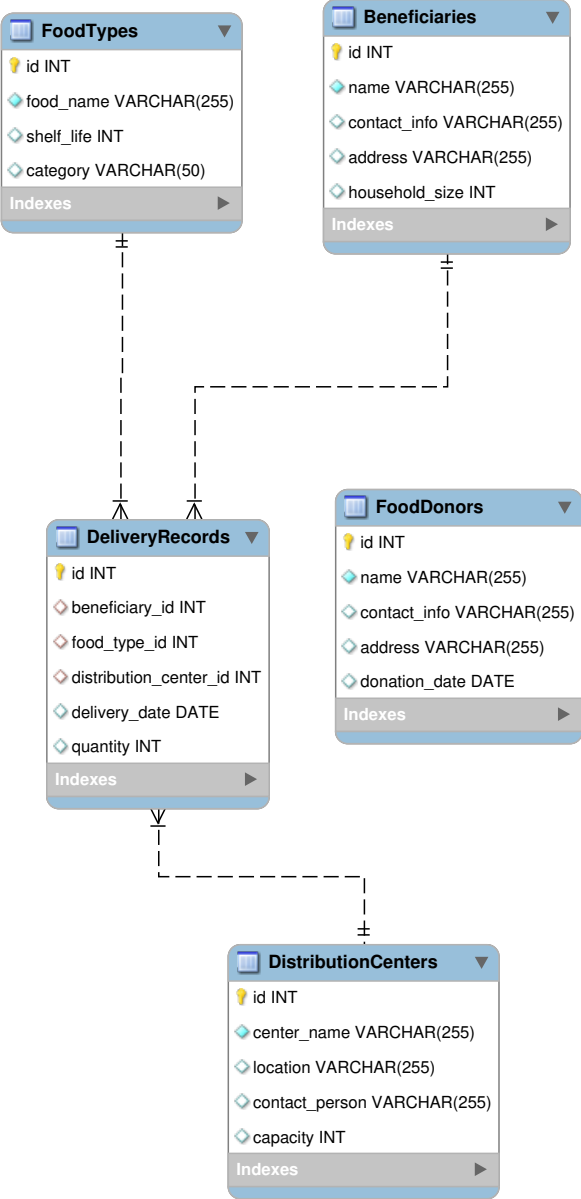 FoodTypes
id INT
food_name VARCHAR(255)
shelf_life INT
category VARCHAR(50)
Indexes
Beneficiaries
id INT
name VARCHAR(255)
contact_info VARCHAR(255)
address VARCHAR(255)
household_size INT
Indexes
DeliveryRecords
id INT
beneficiary_id INT
food_type_id INT
distribution_center_id INT
delivery_date DATE
quantity INT
Indexes
FoodDonors
id INT
name VARCHAR(255)
contact_info VARCHAR(255)
address VARCHAR(255)
donation_date DATE
Indexes
DistributionCenters
id INT
center_name VARCHAR(255)
location VARCHAR(255)
contact_person VARCHAR(255)
capacity INT
Indexes